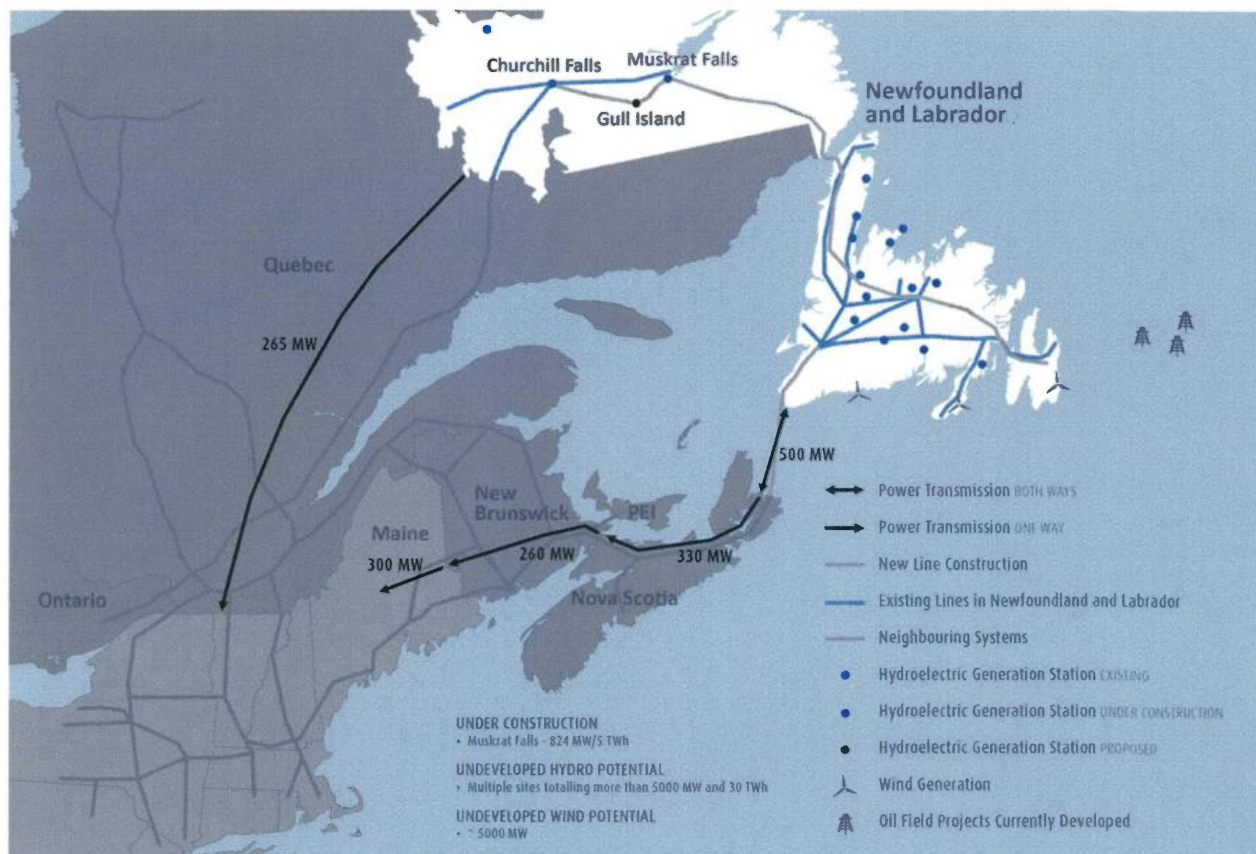 Churchill Falls
Muskrat Falls
Gull Island
Newfoundland
and Labrador
Quebec
265 MW
500 MW
New
Brunswick
PEI
Maine
300 MW
260 MW
330 MW
Nova Scotia
Ontario
Power Transmission BOTH WAYS
Power Transmission ONE WAY
New Line Construction
Existing Lines in Newfoundland and Labrador
Neighbouring Systems
Hydroelectric Generation Station EXISTING
Hydroelectric Generation Station UNDER CONSTRUCTION
Hydroelectric Generation Station PROPOSED
Wind Generation
Oil Field Projects Currently Developed
UNDER CONSTRUCTION
• Muskrat Falls - 824 MW/5 TWh
UNDEVELOPED HYDRO POTENTIAL
• Multiple sites totalling more than 5000 MW and 30 TWh
UNDEVELOPED WIND POTENTIAL
• ~ 5000 MW